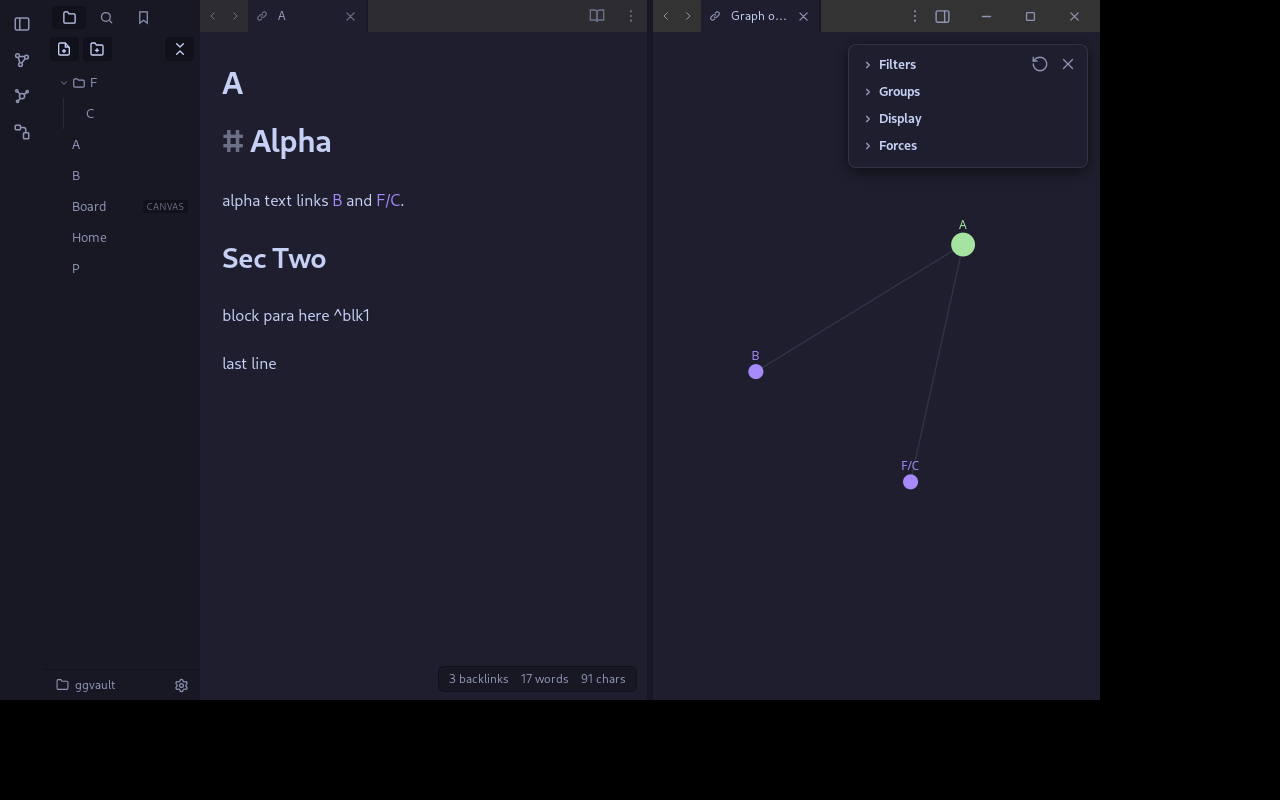 F
C
A
B
Board CANVAS
Home
P
ggvault
A
A
# Alpha
alpha text links B and F/C.
Sec Two
block para here ^blk1
last line
3 backlinks 17 words 91 chars
Graph o...
Filters
Groups
Display
Forces
A
B
F/C